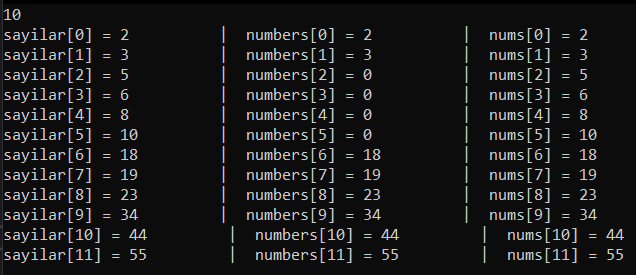 10
sayilar[0] = 2 | numbers[0] = 2 | nums[0] = 2
sayilar[1] = 3 | numbers[1] = 3 | nums[1] = 3
sayilar[2] = 5 | numbers[2] = 0 | nums[2] = 5
sayilar[3] = 6 | numbers[3] = 0 | nums[3] = 6
sayilar[4] = 8 | numbers[4] = 0 | nums[4] = 8
sayilar[5] = 10 | numbers[5] = 0 | nums[5] = 10
sayilar[6] = 18 | numbers[6] = 18 | nums[6] = 18
sayilar[7] = 19 | numbers[7] = 19 | nums[7] = 19
sayilar[8] = 23 | numbers[8] = 23 | nums[8] = 23
sayilar[9] = 34 | numbers[9] = 34 | nums[9] = 34
sayilar[10] = 44 | numbers[10] = 44 | nums[10] = 44
sayilar[11] = 55 | numbers[11] = 55 | nums[11] = 55